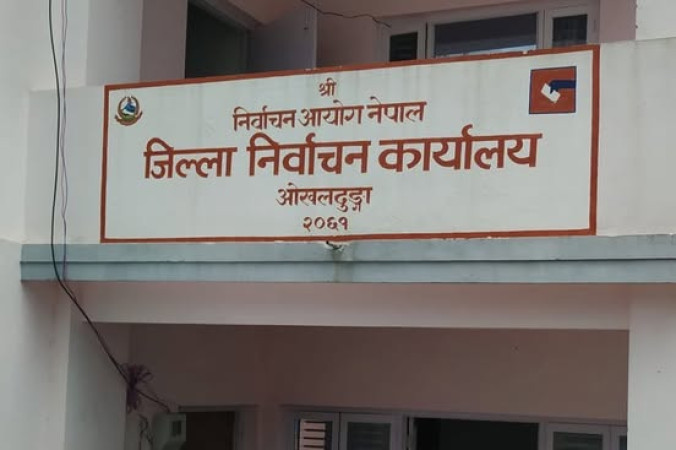 श्री
निर्वाचन आयोग नेपाल
जिल्ला निर्वाचन कार्यालय
ओखलढुङ्गा
२०६१